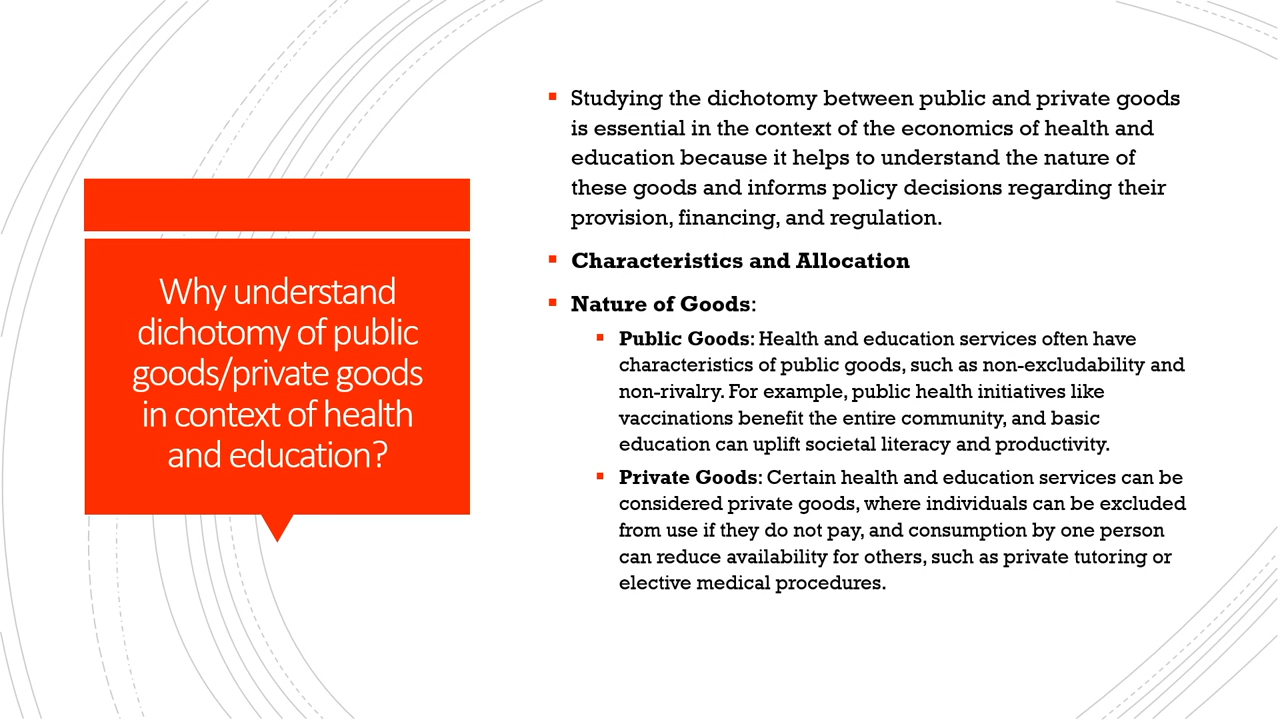 Why understand
dichotomy of public
goods/private goods
in context of health
and education?
Studying the dichotomy between public and private goods
is essential in the context of the economics of health and
education because it helps to understand the nature of
these goods and informs policy decisions regarding their
provision, financing, and regulation.
Characteristics and Allocation
Nature of Goods:
Public Goods: Health and education services often have
characteristics of public goods, such as non-excludability and
non-rivalry. For example, public health initiatives like
vaccinations benefit the entire community, and basic
education can uplift societal literacy and productivity.
Private Goods: Certain health and education services can be
considered private goods, where individuals can be excluded
from use if they do not pay, and consumption by one person
can reduce availability for others, such as private tutoring or
elective medical procedures.